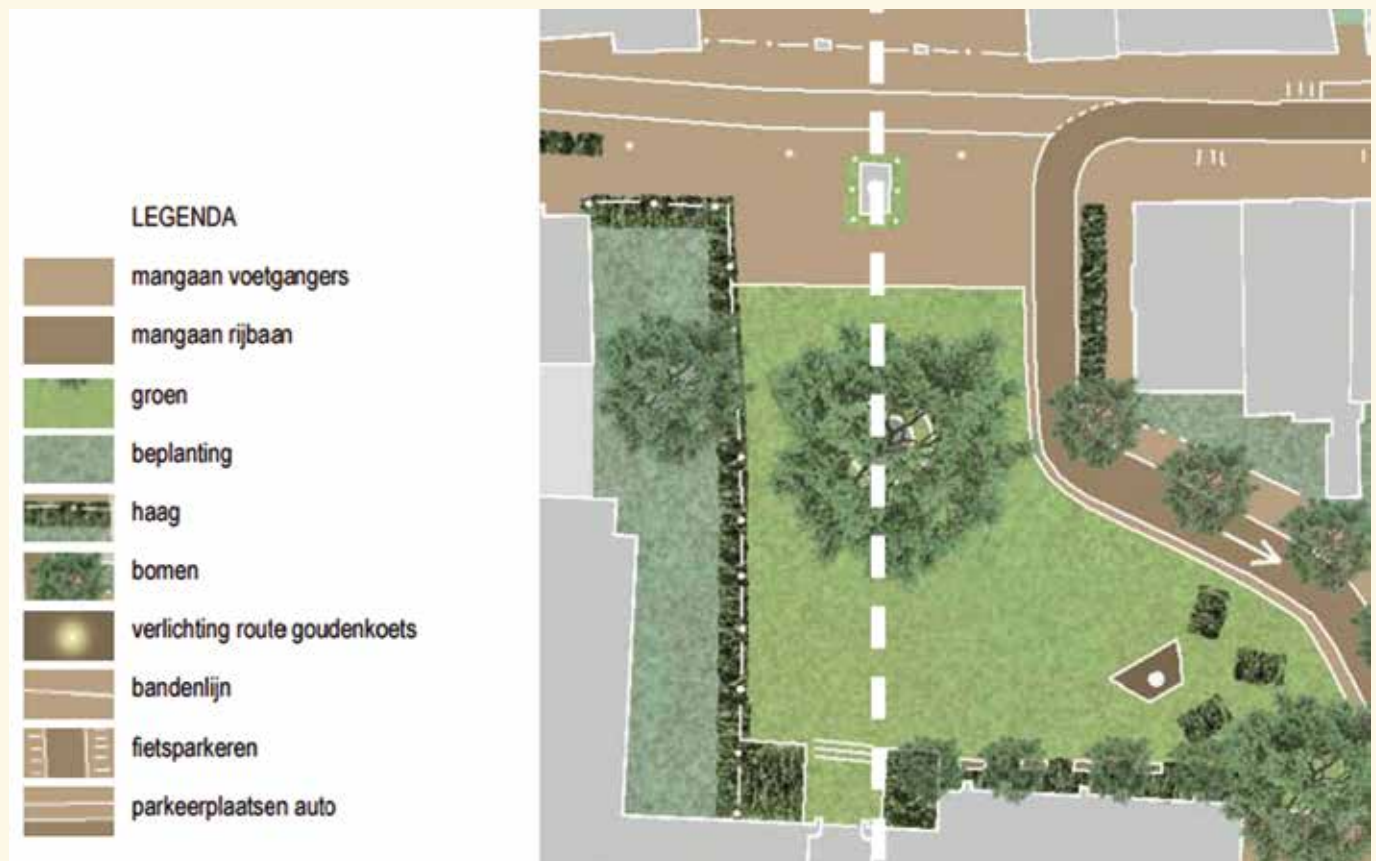 LEGENDA
mangaan voetgangers
mangaan rijbaan
groen
beplanting
haag
bomen
verlichting route goudenkoets
bandenlijn
fietsparkeren
parkeerplaatsen auto